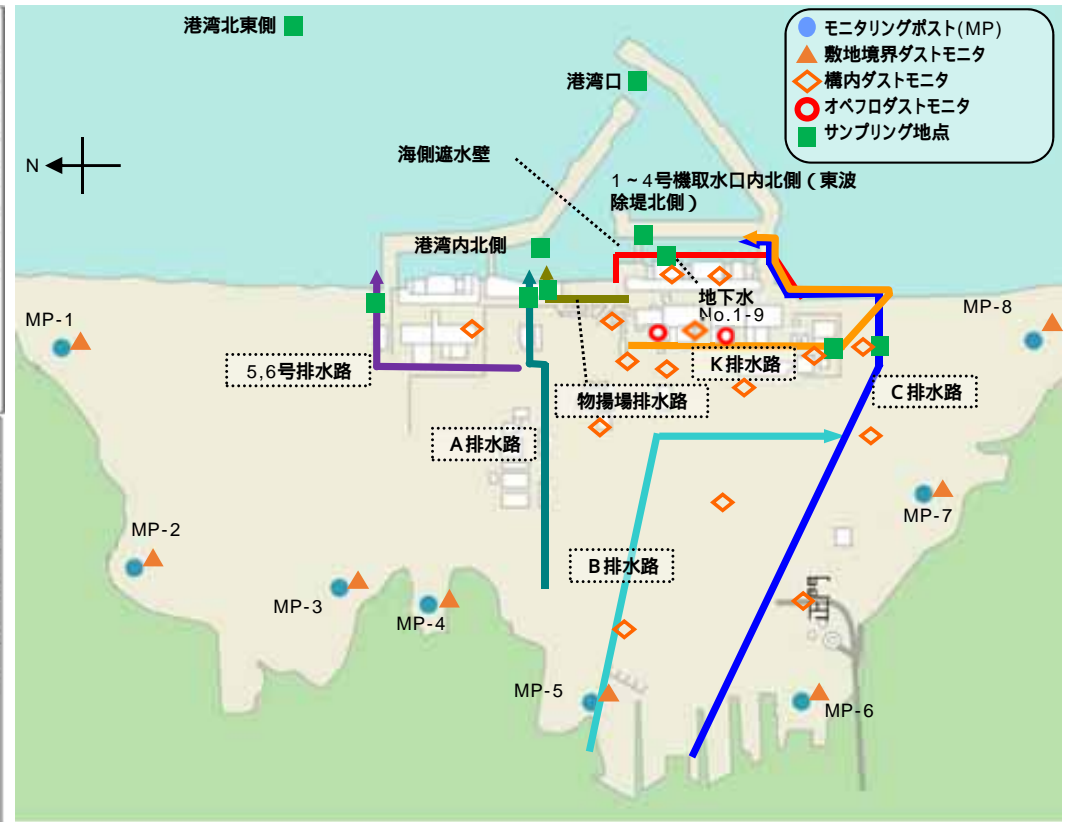 港湾北東側
港湾口
モニタリングポスト(MP)
敷地境界ダストモニタ
構内ダストモニタ
オペフロダストモニタ
サンプリング地点
N
海側遮水壁
1～4号機取水口内北側（東波
除堤北側）
港湾内北側
地下水
No.1-9
MP-1
MP-8
5,6号排水路
物揚場排水路
K排水路
C排水路
A排水路
MP-2
MP-7
B排水路
MP-3
MP-4
正門
MP-5
MP-6